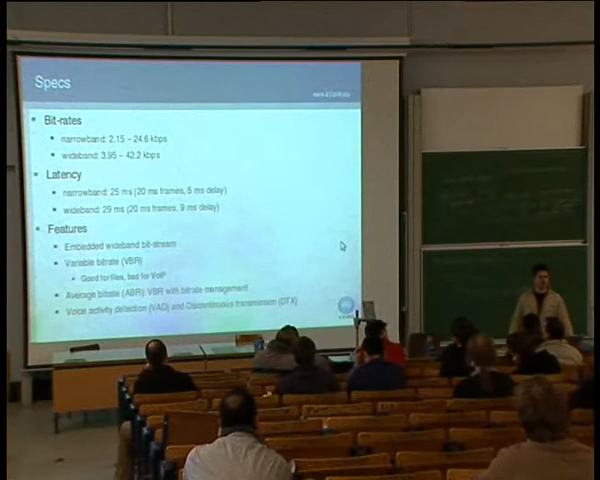 Specs
Bit-rates
narrowband: 2.15 – 24.6 kbps
wideband: 3.95 – 42.2 kbps
Latency
narrowband: 25 ms (20 ms frames, 5 ms delay)
wideband: 29 ms (20 ms frames, 9 ms delay)
Features
Embedded wideband bit-stream
Variable bitrate (VBR)
Good for files, bad for VoIP
Average bitrate (ABR): VBR with bitrate management
Voice activity detection (VAD) and Discontinuous transmission (DTX)